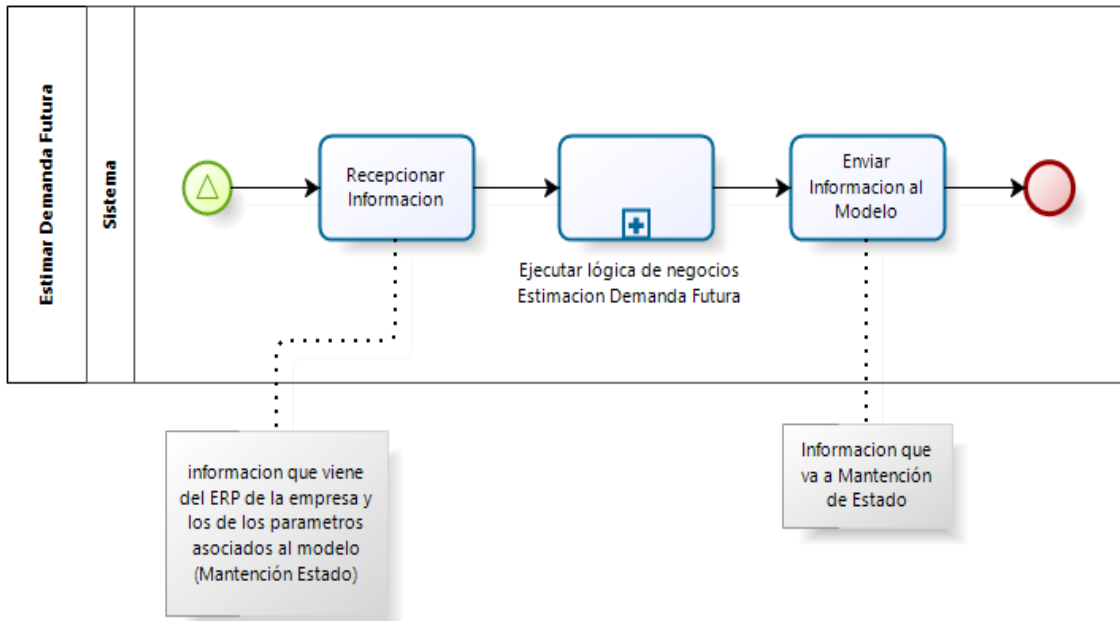 Estimar Demanda Futura
Sistema
Recepcionar
Informacion
Ejecutar lógica de negocios
Estimacion Demanda Futura
Enviar
Informacion al
Modelo
informacion que viene
del ERP de la empresa y
los de los parametros
asociados al modelo
(Mantención Estado)
Informacion que
va a Mantención
de Estado